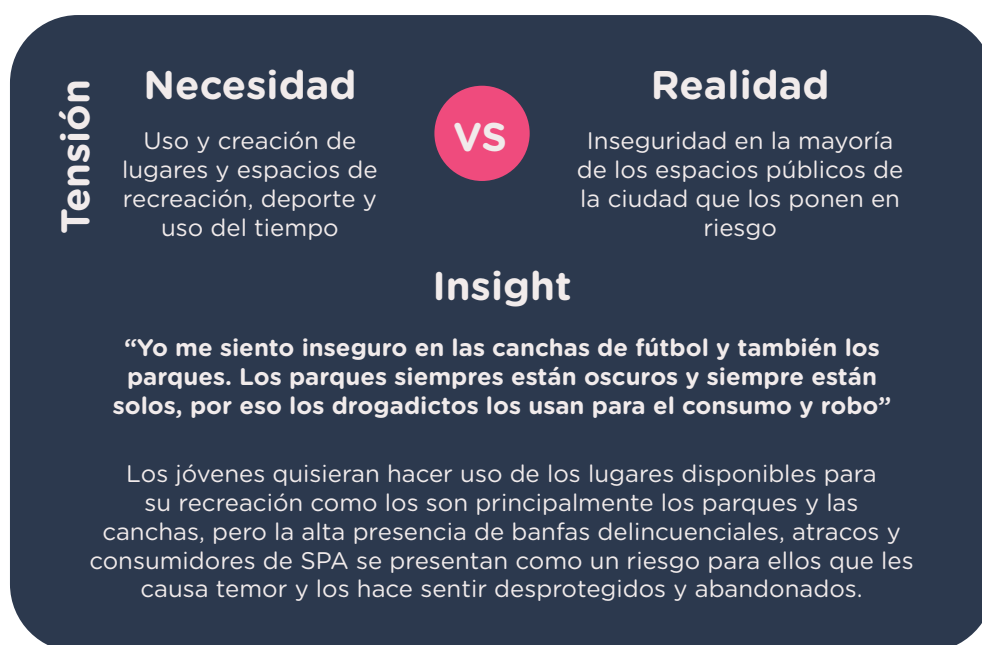 Tensión
Necesidad
Uso y creación de
lugares y espacios de
recreación, deporte y
uso del tiempo
VS
Realidad
Inseguridad en la mayoría
de los espacios públicos de
la ciudad que los ponen en
riesgo
Insight
“Yo me siento inseguro en las canchas de fútbol y también los
parques. Los parques siempres están oscuros y siempre están
solos, por eso los drogadictos los usan para el consumo y robo”
Los jóvenes quisieran hacer uso de los lugares disponibles para
su recreación como los son principalmente los parques y las
canchas, pero la alta presencia de banfas delincuenciales, atracos y
consumidores de SPA se presentan como un riesgo para ellos que les
causa temor y los hace sentir desprotegidos y abandonados.